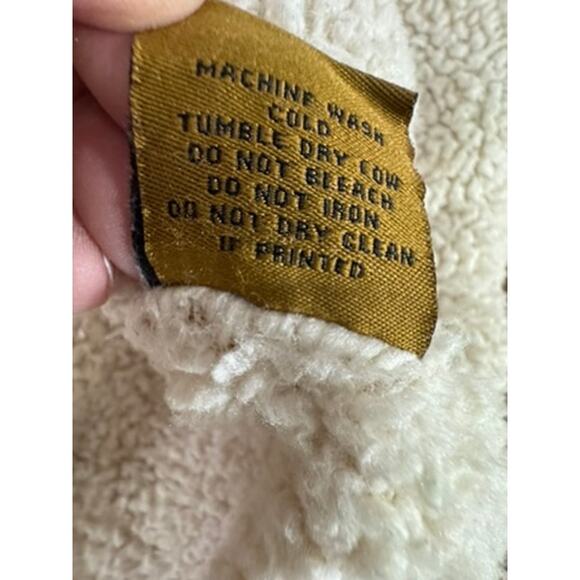 MACHINE WASH
COLD
TUMBLE DRY LOW
DO NOT BLEACH
DO NOT IRON
DO NOT DRY CLEAN
IF PRINTED